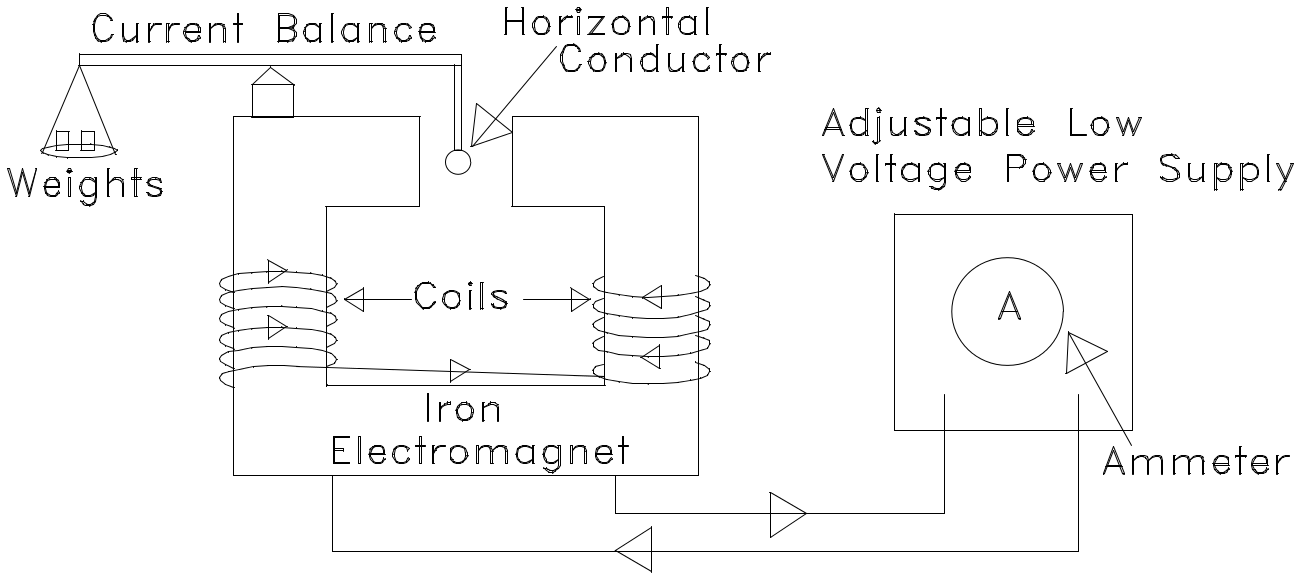 Current Balance
Horizontal
Conductor
Adjustable Low
Voltage Power Supply
Weights
Coils
A
Iron
Electromagnet
Ammeter